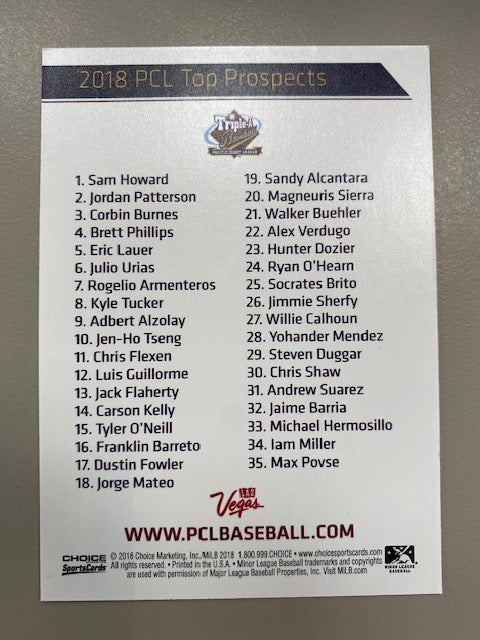 2018 PCL Top Prospects
Triple-A
Baseball
PACIFIC COAST LEAGUE
1. Sam Howard
2. Jordan Patterson
3. Corbin Burnes
4. Brett Phillips
5. Eric Lauer
6. Julio Urias
7. Rogelio Armenteros
8. Kyle Tucker
9. Adbert Alzolay
10. Jen-Ho Tseng
11. Chris Flexen
12. Luis Guillorme
13. Jack Flaherty
14. Carson Kelly
15. Tyler O'Neill
16. Franklin Barreto
17. Dustin Fowler
18. Jorge Mateo
19. Sandy Alcantara
20. Magneuris Sierra
21. Walker Buehler
22. Alex Verdugo
23. Hunter Dozier
24. Ryan O'Hearn
25. Socrates Brito
26. Jimmie Sherfy
27. Willie Calhoun
28. Yohander Mendez
29. Steven Duggar
30. Chris Shaw
31. Andrew Suarez
32. Jaime Barria
33. Michael Hermosillo
34. Iam Miller
35. Max Povse
LAS
Vegas
WWW.PCLBASEBALL.COM
CHOICE
SportsCards
© 2018 Choice Marketing, Inc./MiLB 2018 1.800.999.CHOICE • www.choicesportscards.com
All rights reserved. • Printed in the U.S.A. • Minor League Baseball trademarks and copyrights
are used with permission of Major League Baseball Properties, Inc. Visit MiLB.com
MINOR LEAGUE
BASEBALL